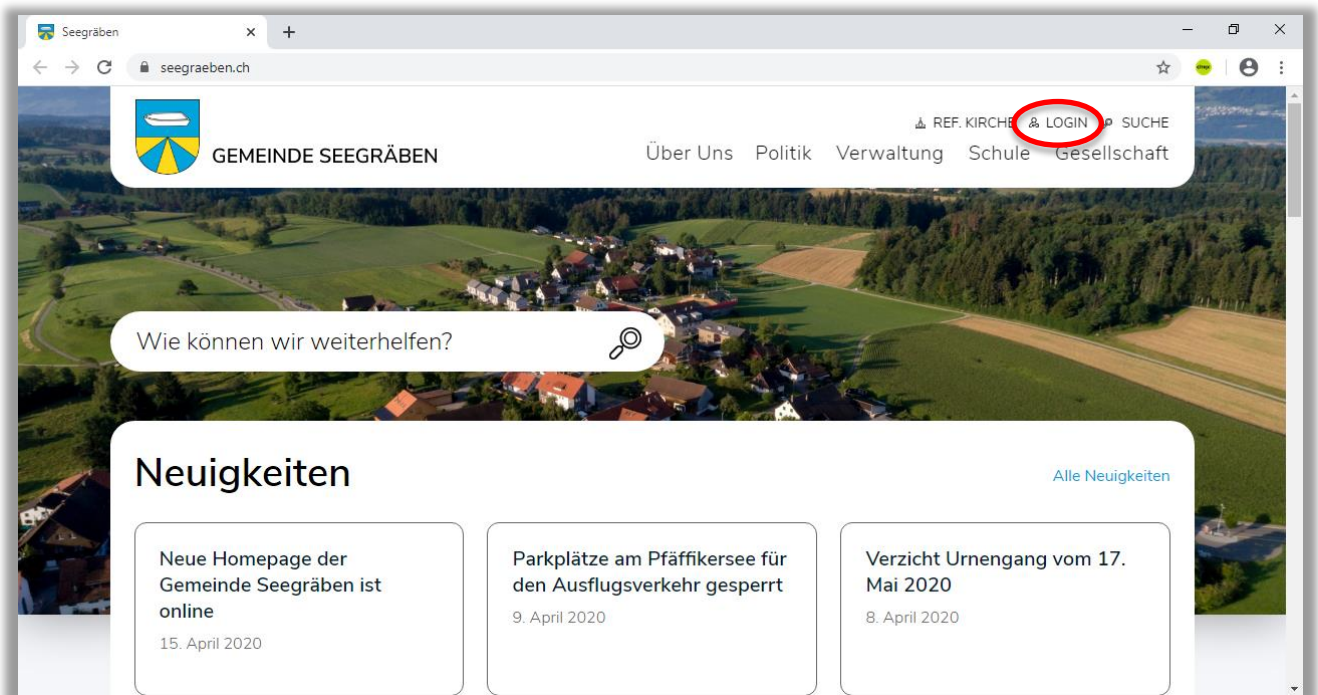 Seegräben
seegraeben.ch
REF. KIRCHE LOGIN SUCHE
GEMEINDE SEEGRÄBEN
Über Uns Politik Verwaltung Schule Gesellschaft
Wie können wir weiterhelfen?
Neuigkeiten
Alle Neuigkeiten
Neue Homepage der
Gemeinde Seegräben ist
online
15. April 2020
Parkplätze am Pfäffikersee für
den Ausflugsverkehr gesperrt
9. April 2020
Verzicht Urnengang vom 17.
Mai 2020
8. April 2020